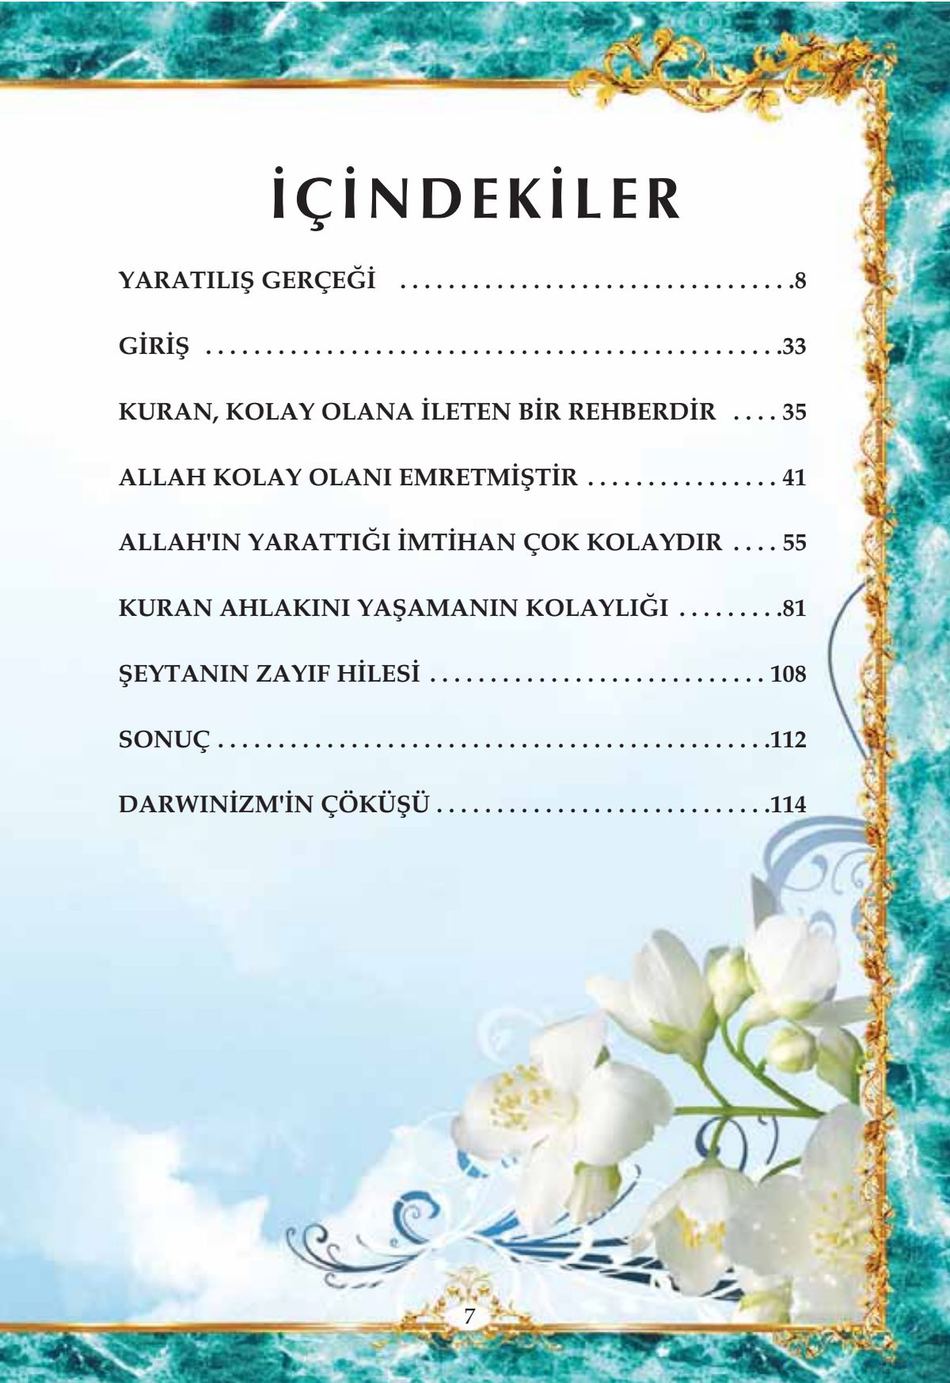 İÇİNDEKİLER
YARATILIŞ GERÇEĞİ . . . . . . . . . . . . . . . . . . . . . . . . . . . . . . . . .8
GİRİŞ . . . . . . . . . . . . . . . . . . . . . . . . . . . . . . . . . . . . . . . . . . . . . . . .33
KURAN, KOLAY OLANA İLETEN BİR REHBERDİR . . . . 35
ALLAH KOLAY OLANI EMRETMİŞTİR . . . . . . . . . . . . . . . . 41
ALLAH'IN YARATTIĞI İMTİHAN ÇOK KOLAYDIR . . . . 55
KURAN AHLAKINI YAŞAMANIN KOLAYLIĞI . . . . . . . . .81
ŞEYTANIN ZAYIF HİLESİ . . . . . . . . . . . . . . . . . . . . . . . . . . . . 108
SONUÇ . . . . . . . . . . . . . . . . . . . . . . . . . . . . . . . . . . . . . . . . . . . . . .112
DARWINİZM'İN ÇÖKÜŞÜ . . . . . . . . . . . . . . . . . . . . . . . . . . . .114
7